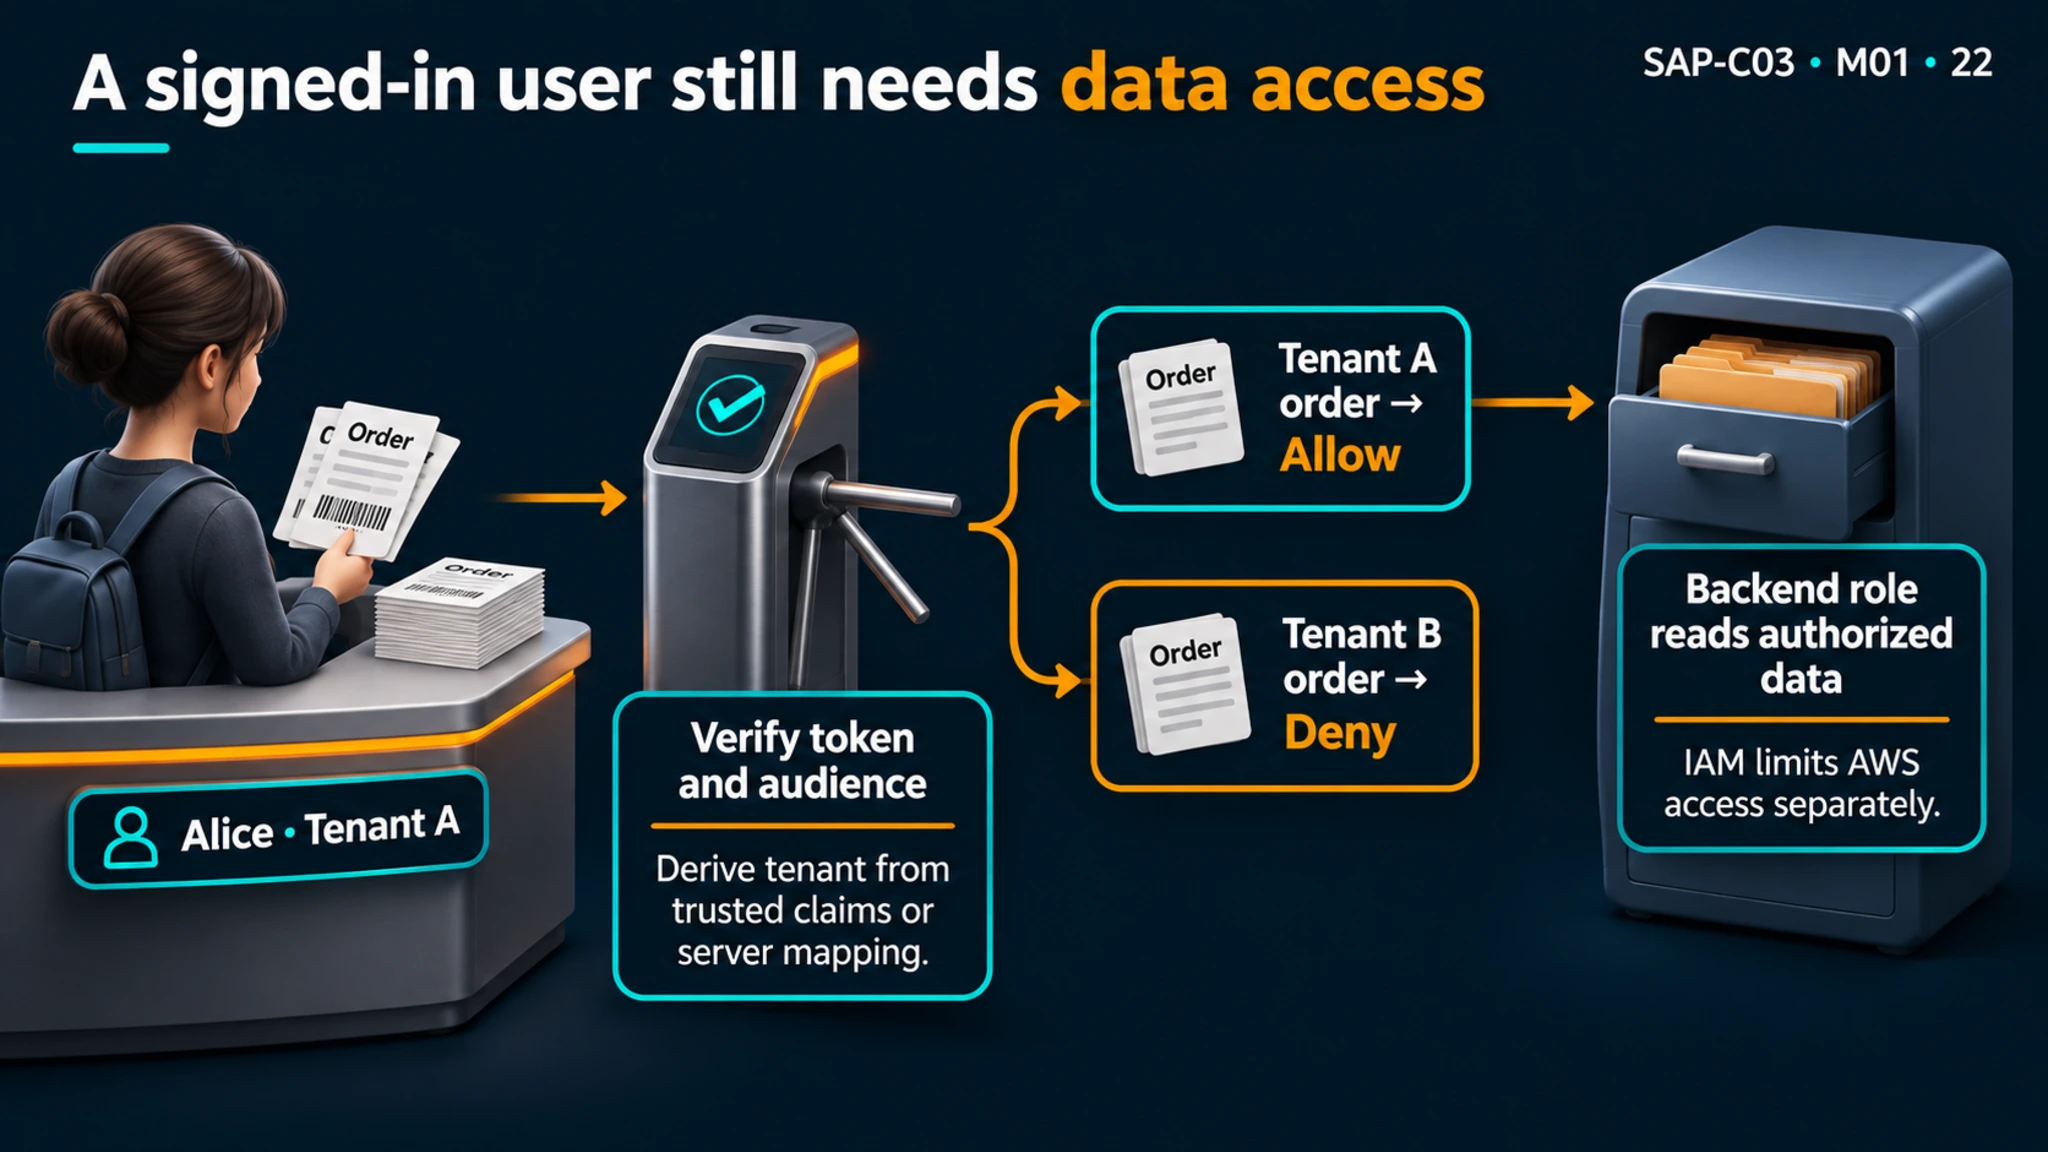 A signed-in user still needs data access
SAP-C03 • M01 • 22
Order
Order
Alice • Tenant A
Verify token
and audience
Derive tenant from
trusted claims or
server mapping.
Order
Tenant A
order →
Allow
Order
Tenant B
order →
Deny
Backend role
reads authorized
data
IAM limits AWS
access separately.